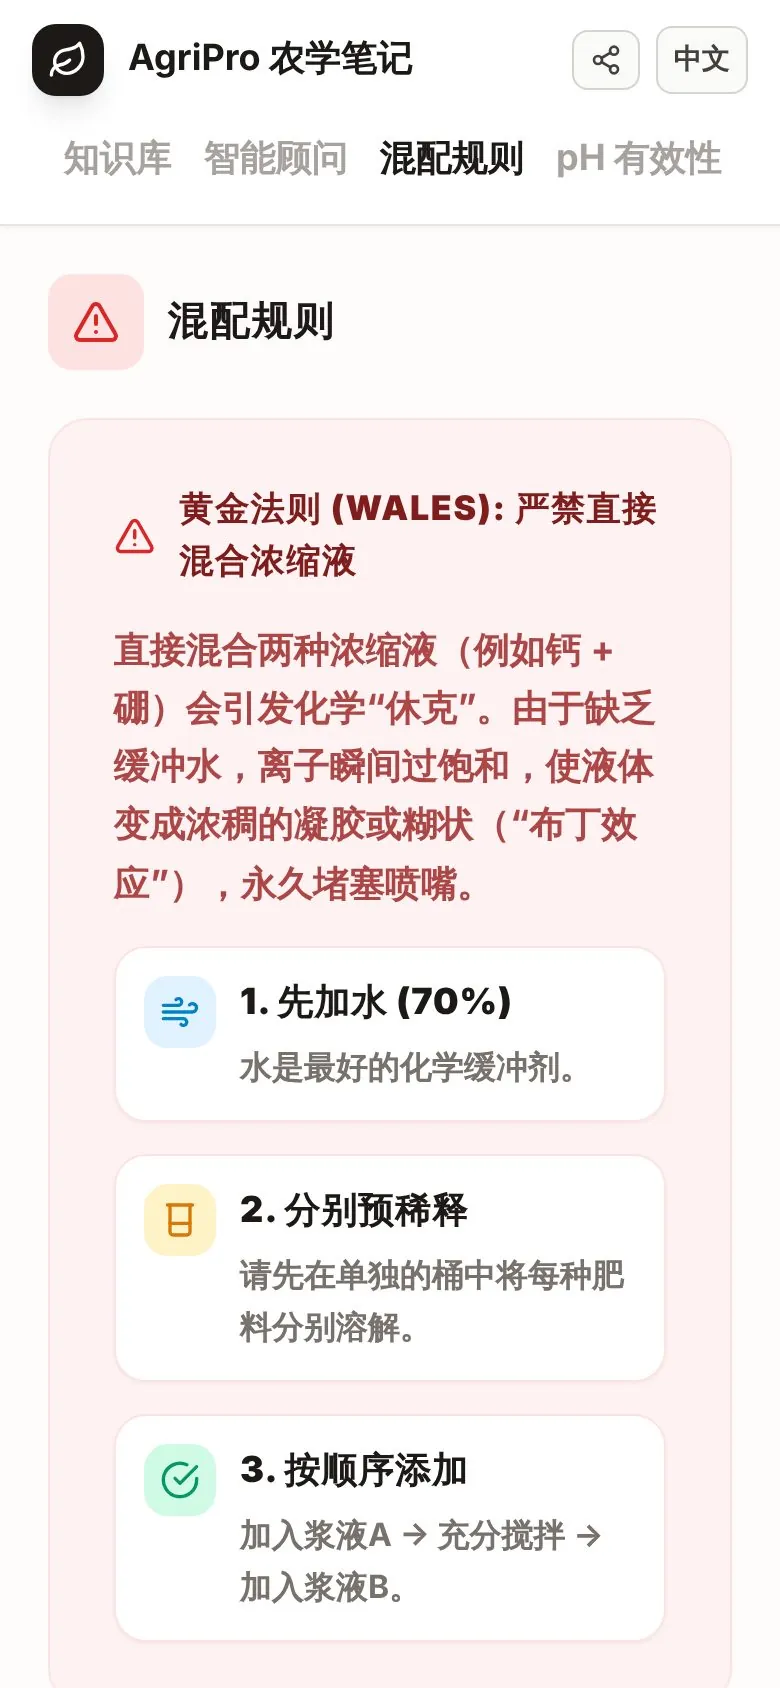 AgriPro 农学笔记
中文
知识库 智能顾问 混配规则 pH 有效性
混配规则
黄金法则 (WALES): 严禁直接
混合浓缩液
直接混合两种浓缩液（例如钙 +
硼）会引发化学“休克”。由于缺乏
缓冲水，离子瞬间过饱和，使液体
变成浓稠的凝胶或糊状（“布丁效
应”），永久堵塞喷嘴。
1. 先加水 (70%)
水是最好的化学缓冲剂。
2. 分别预稀释
请先在单独的桶中将每种肥
料分别溶解。
3. 按顺序添加
加入浆液A → 充分搅拌 →
加入浆液B。